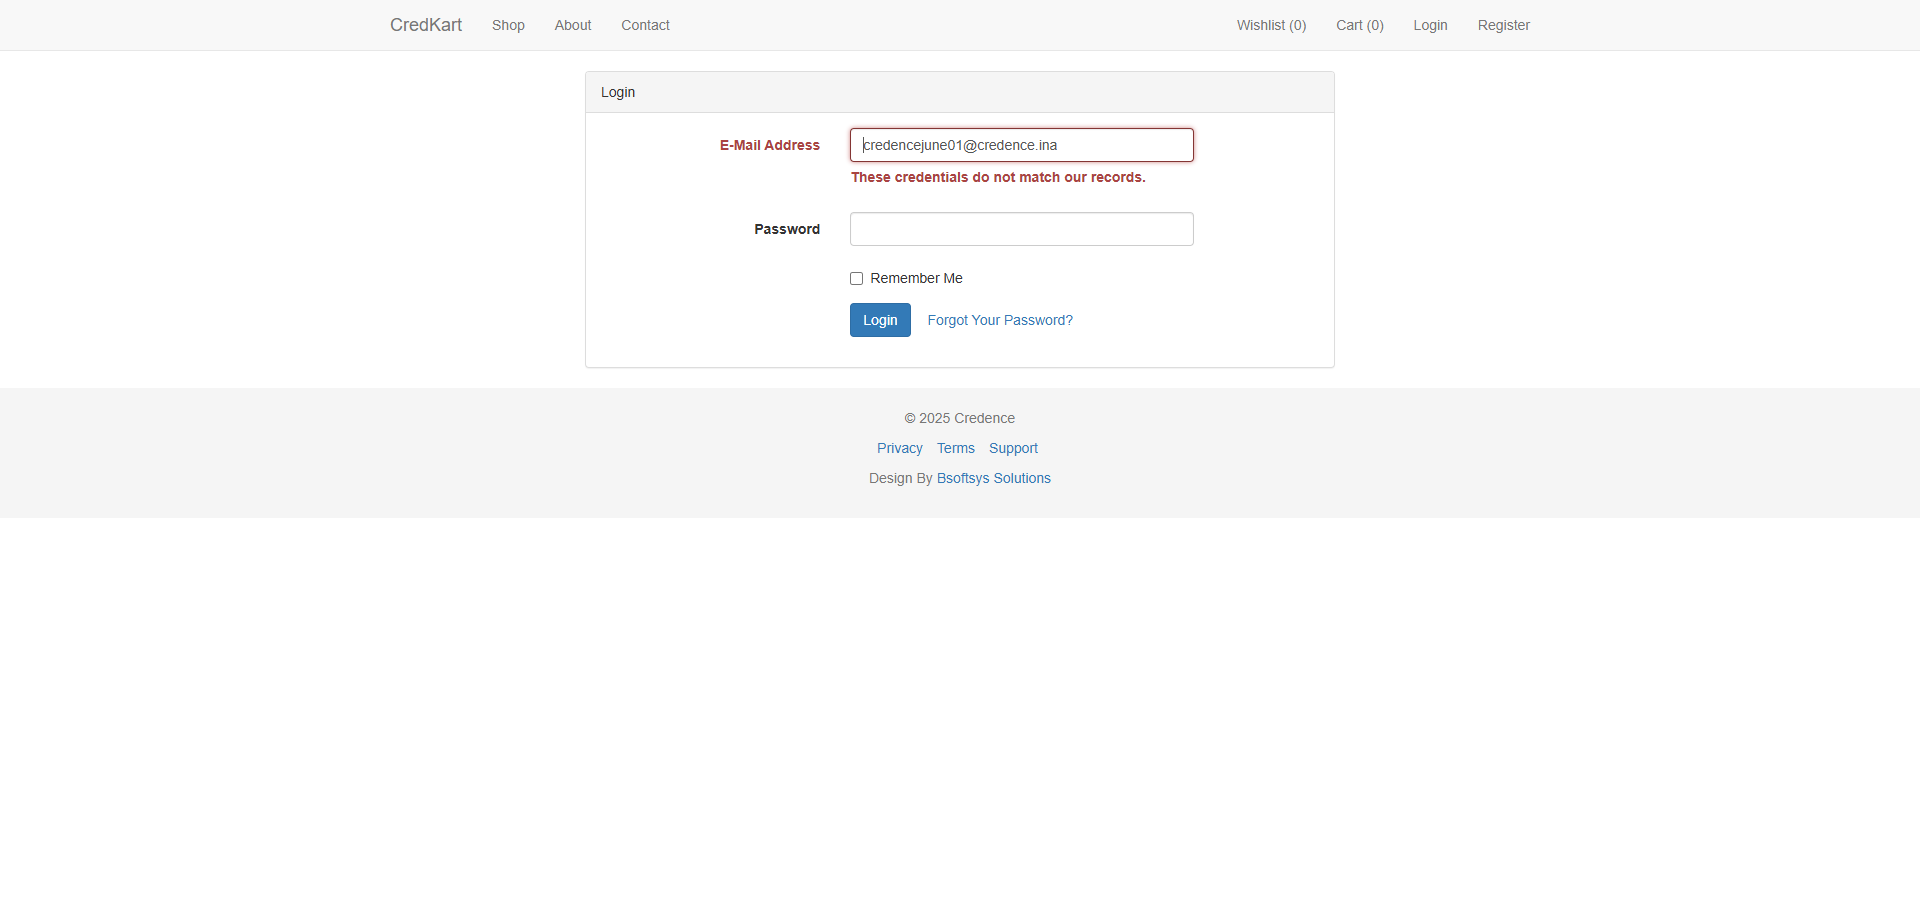 CredKart Shop About Contact Wishlist (0) Cart (0) Login Register
Login
E-Mail Address credencejune01@credence.ina
These credentials do not match our records.
Password
Remember Me
Login Forgot Your Password?
© 2025 Credence
Privacy Terms Support
Design By Bsoftsys Solutions